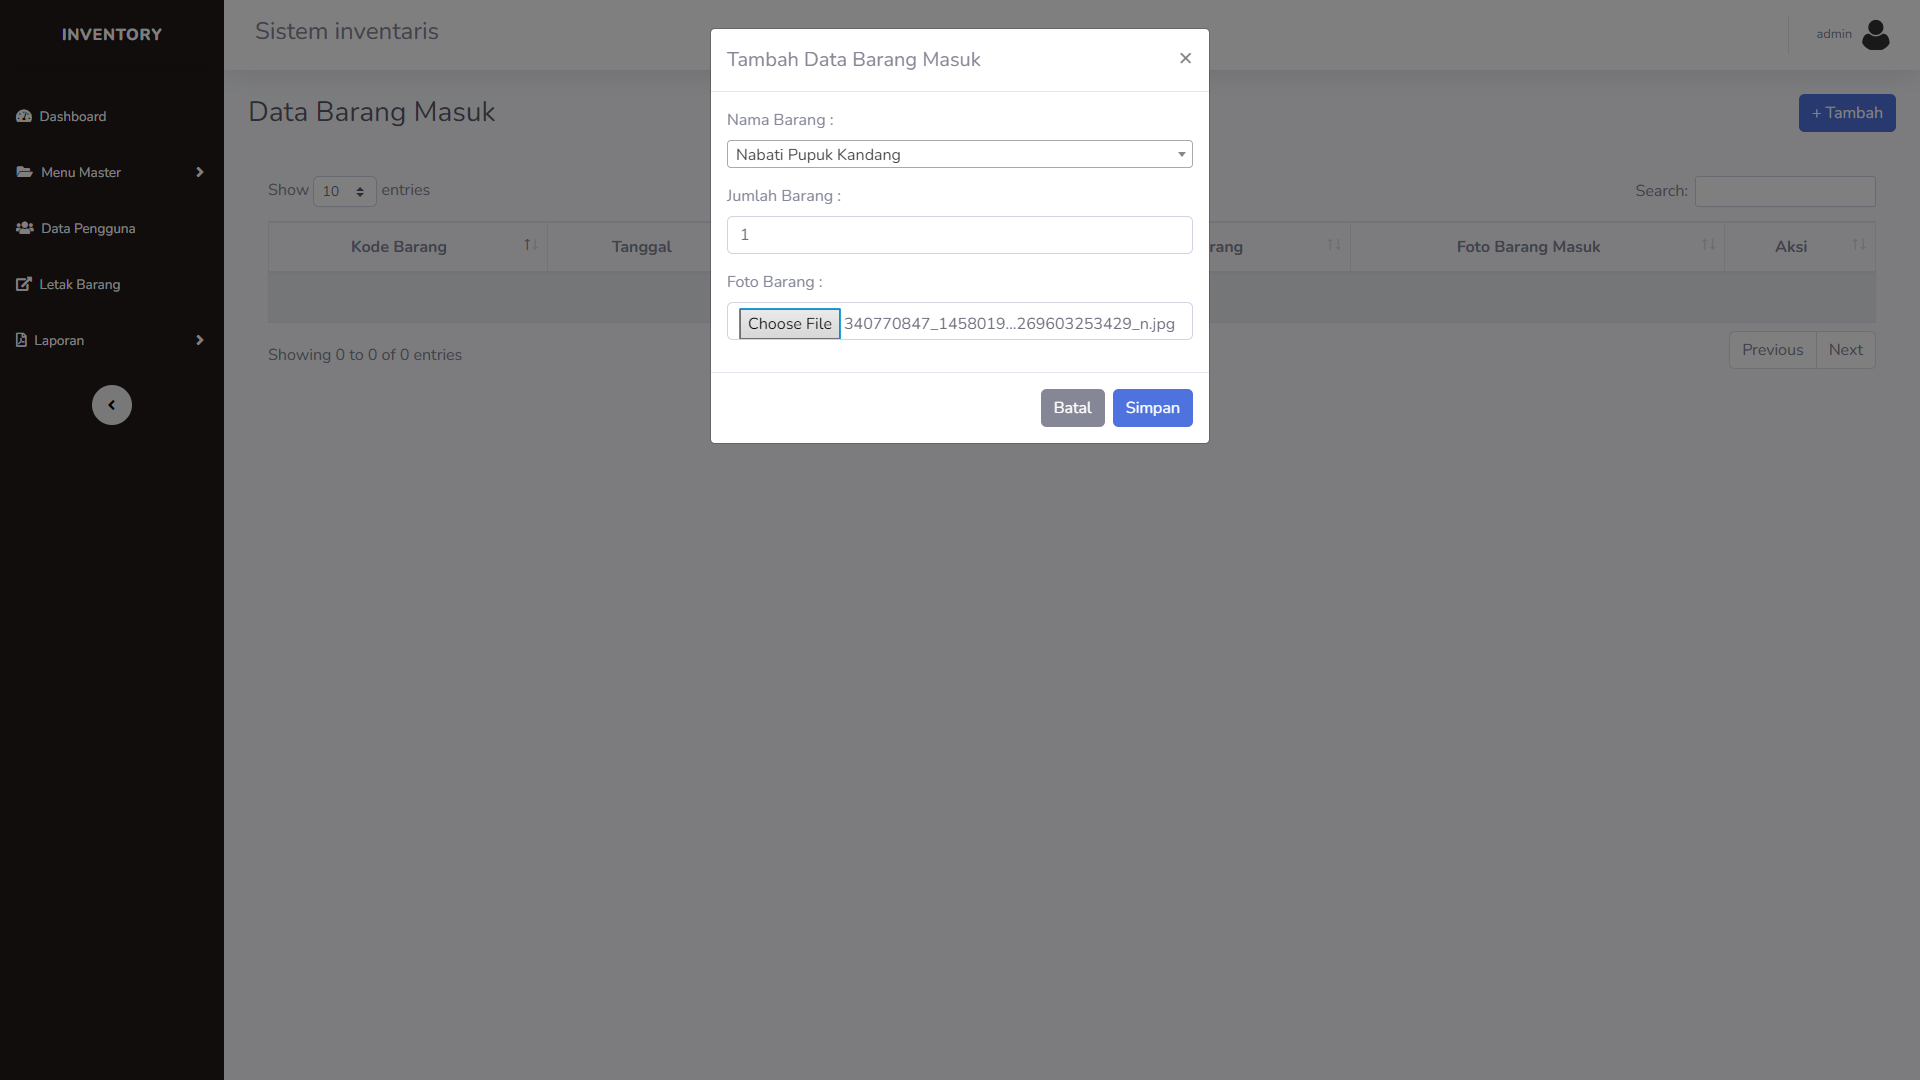 INVENTORY
Sistem inventaris
admin
Dashboard
Menu Master
Data Pengguna
Letak Barang
Laporan
Data Barang Masuk
+ Tambah
Show 10 entries
Search:
Kode Barang
Tanggal
Foto Barang Masuk
Aksi
Showing 0 to 0 of 0 entries
Previous
Next
Tambah Data Barang Masuk
×
Nama Barang :
Nabati Pupuk Kandang
Jumlah Barang :
1
Foto Barang :
Choose File 340770847_1458019...269603253429_n.jpg
Batal
Simpan